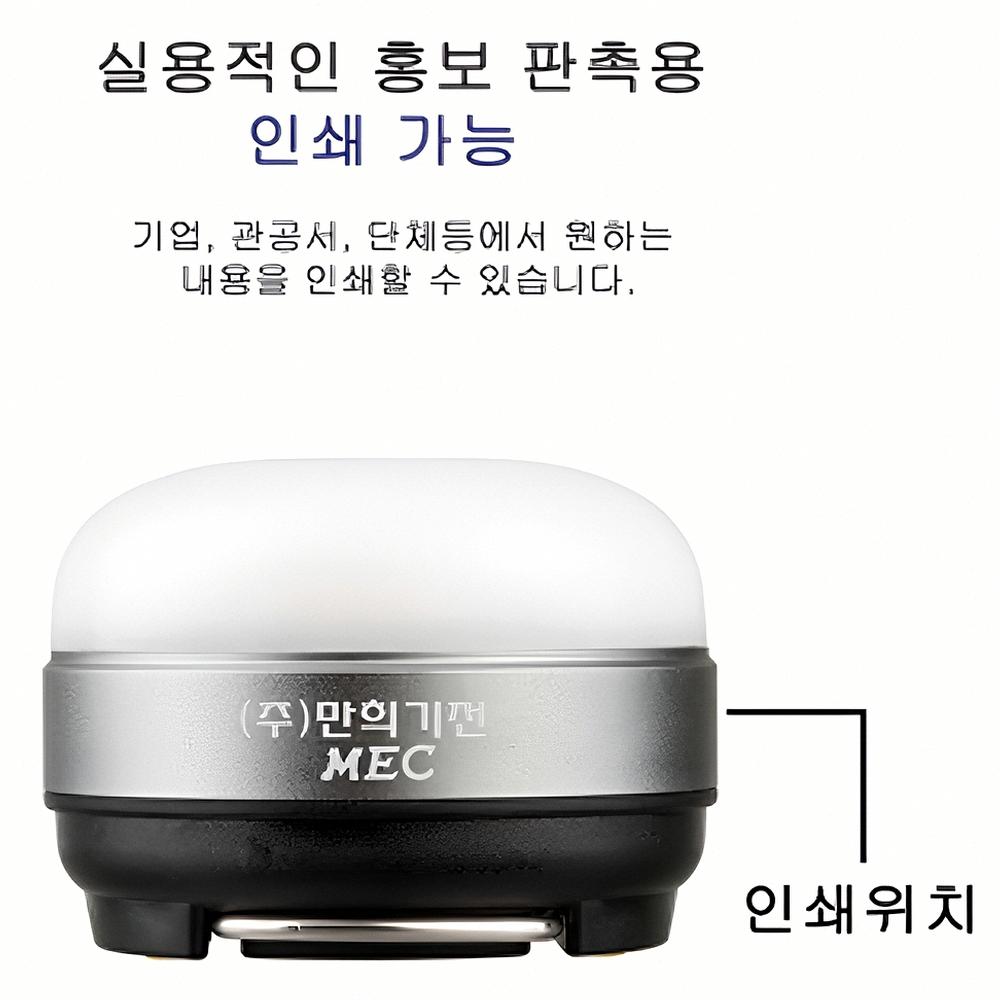 실용적인 홍보 판촉용
인쇄 가능
기업, 관공서, 단체등에서 원하는
내용을 인쇄할 수 있습니다.
(주)만희기전
MEC
인쇄위치